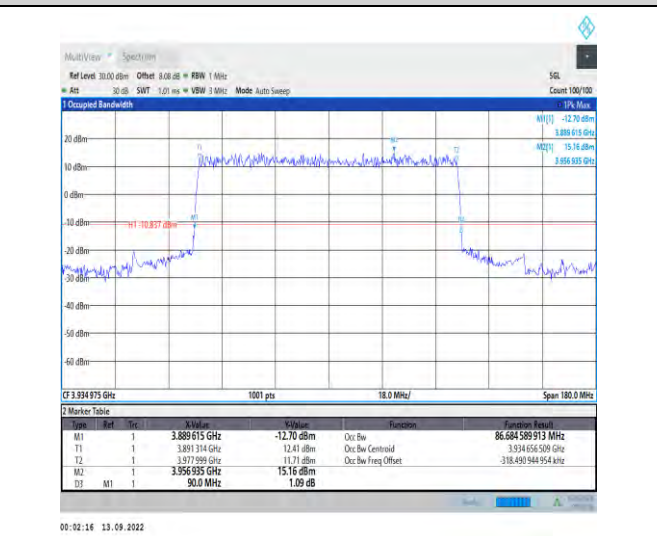 MultiView Spectrum
Ref Level 30.00 dBm Offset 8.00 dB RBW 1 MHz SGL
Att 30 dB SWT 1.01 ms VBW 3 MHz Mode Auto Sweep Count 100/100
1 Occupied Bandwidth 1Pk Max
M1[1] -12.70 dBm
3.889 615 GHz
M2[1] 15.16 dBm
3.956 935 GHz
20 dBm
10 dBm
0 dBm
-10 dBm
H1 -10.837 dBm
-20 dBm
-30 dBm
-40 dBm
-50 dBm
-60 dBm
T1
M2
T2
M1
CF 3.934 975 GHz 1001 pts 18.0 MHz/ Span 180.0 MHz
2 Marker Table
Type Ref Trc X-Value Y-Value Function Function Result
M1 1 3.889 615 GHz -12.70 dBm Occ Bw 86.684 589 913 MHz
T1 1 3.891 314 GHz 12.41 dBm Occ Bw Centroid 3.934 656 509 GHz
T2 1 3.977 999 GHz 11.71 dBm Occ Bw Freq Offset -318.490 944 954 kHz
M2 1 3.956 935 GHz 15.16 dBm
D3 M1 1 90.0 MHz 1.09 dB
00:02:16 13.09.2022